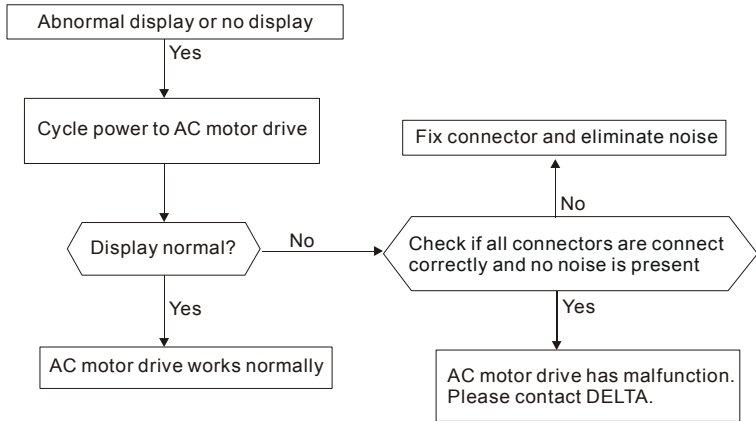 Abnormal display or no display
Yes
Cycle power to AC motor drive
Fix connector and eliminate noise
No
Display normal?
No
Check if all connectors are connect
correctly and no noise is present
Yes
Yes
AC motor drive works normally
AC motor drive has malfunction.
Please contact DELTA.